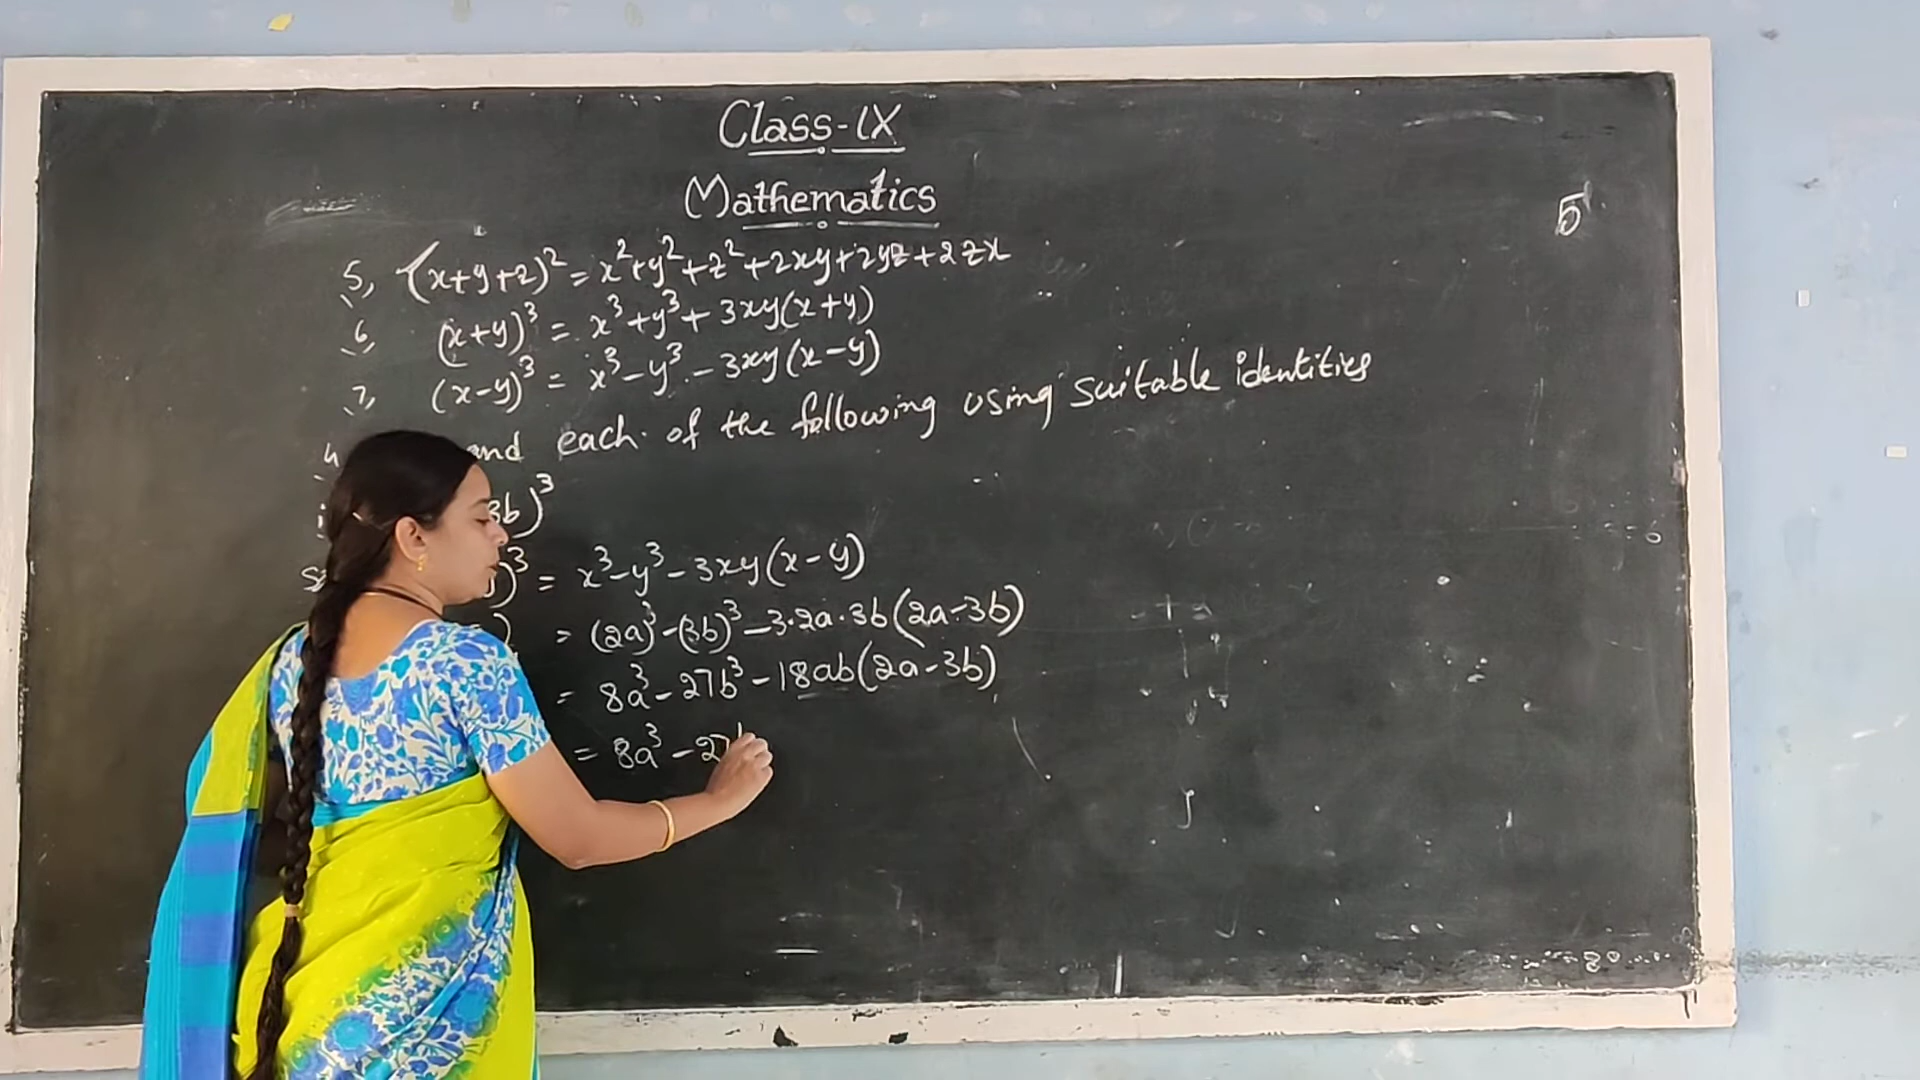 Class-IX
Mathematics
5
5, (x+y+z)² = x²+y²+z²+2xy+2yz+2zx
6, (x+y)³ = x³+y³+3xy(x+y)
7, (x-y)³ = x³-y³-3xy(x-y)
4 and each of the following using suitable identities
3b)³
)³ = x³-y³-3xy(x-y)
) = (2a)³-(3b)³-3·2a·3b(2a-3b)
= 8a³-27b³-18ab(2a-3b)
= 8a³-27b